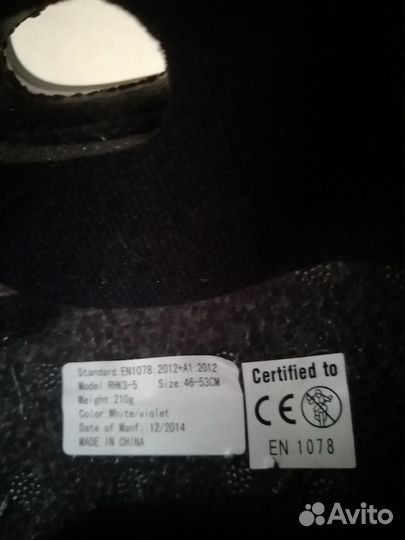 Standard:EN1078:2012+A1:2012
Model:RHK3-5 Size:46-53CM
Weight:210g
Color:White/violet
Date of Manf:12/2014
MADE IN CHINA
Certified to
CE
EN 1078
Avito